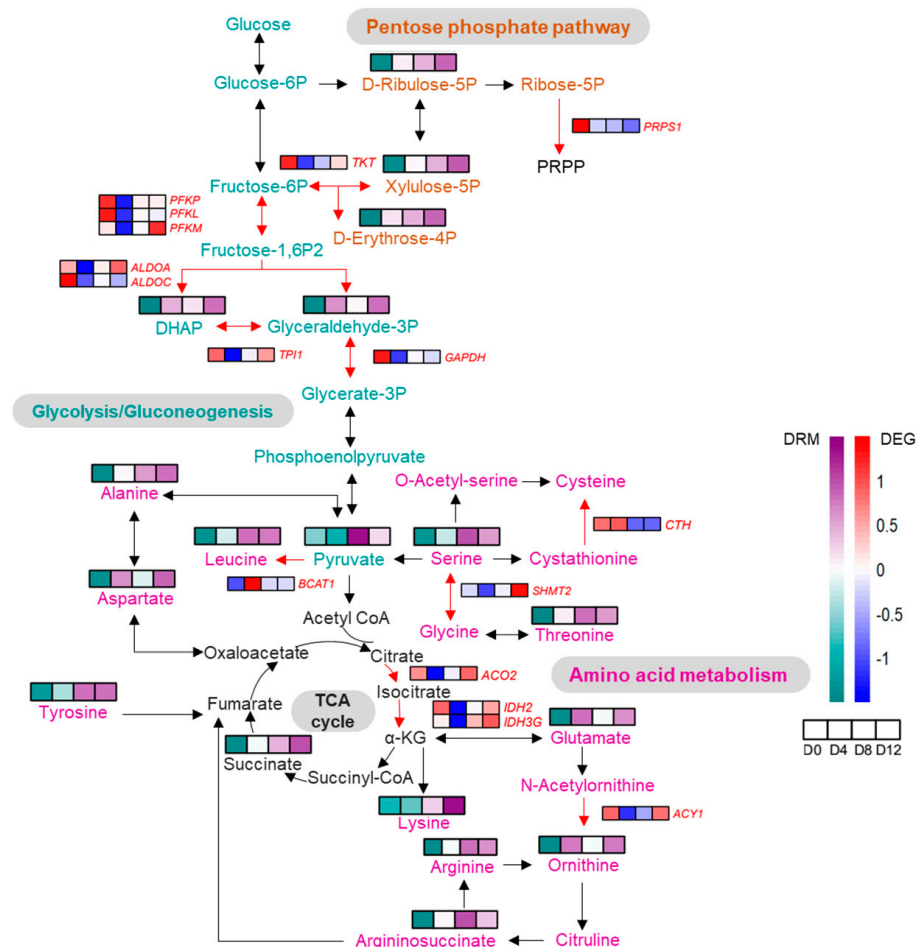 Glucose
Pentose phosphate pathway
Glucose-6P
D-Ribulose-5P
Ribose-5P
PRPS1
PRPP
TKT
Fructose-6P
Xylulose-5P
PFKP
PFKL
PFKM
D-Erythrose-4P
Fructose-1,6P2
ALDOA
ALDOC
DHAP
Glyceraldehyde-3P
TPI1
GAPDH
Glycerate-3P
Glycolysis/Gluconeogenesis
Phosphoenolpyruvate
DRM
DEG
1
0.5
0
-0.5
-1
Alanine
O-Acetyl-serine
Cysteine
CTH
Leucine
Pyruvate
Serine
Cystathionine
BCAT1
SHMT2
Aspartate
Acetyl CoA
Glycine
Threonine
Oxaloacetate
Citrate
ACO2
Amino acid metabolism
Tyrosine
Fumarate
TCA
cycle
Isocitrate
IDH2
IDH3G
D0 D4 D8 D12
α-KG
Glutamate
Succinate
Succinyl-CoA
N-Acetylornithine
Lysine
ACY1
Arginine
Ornithine
Argininosuccinate
Citruline